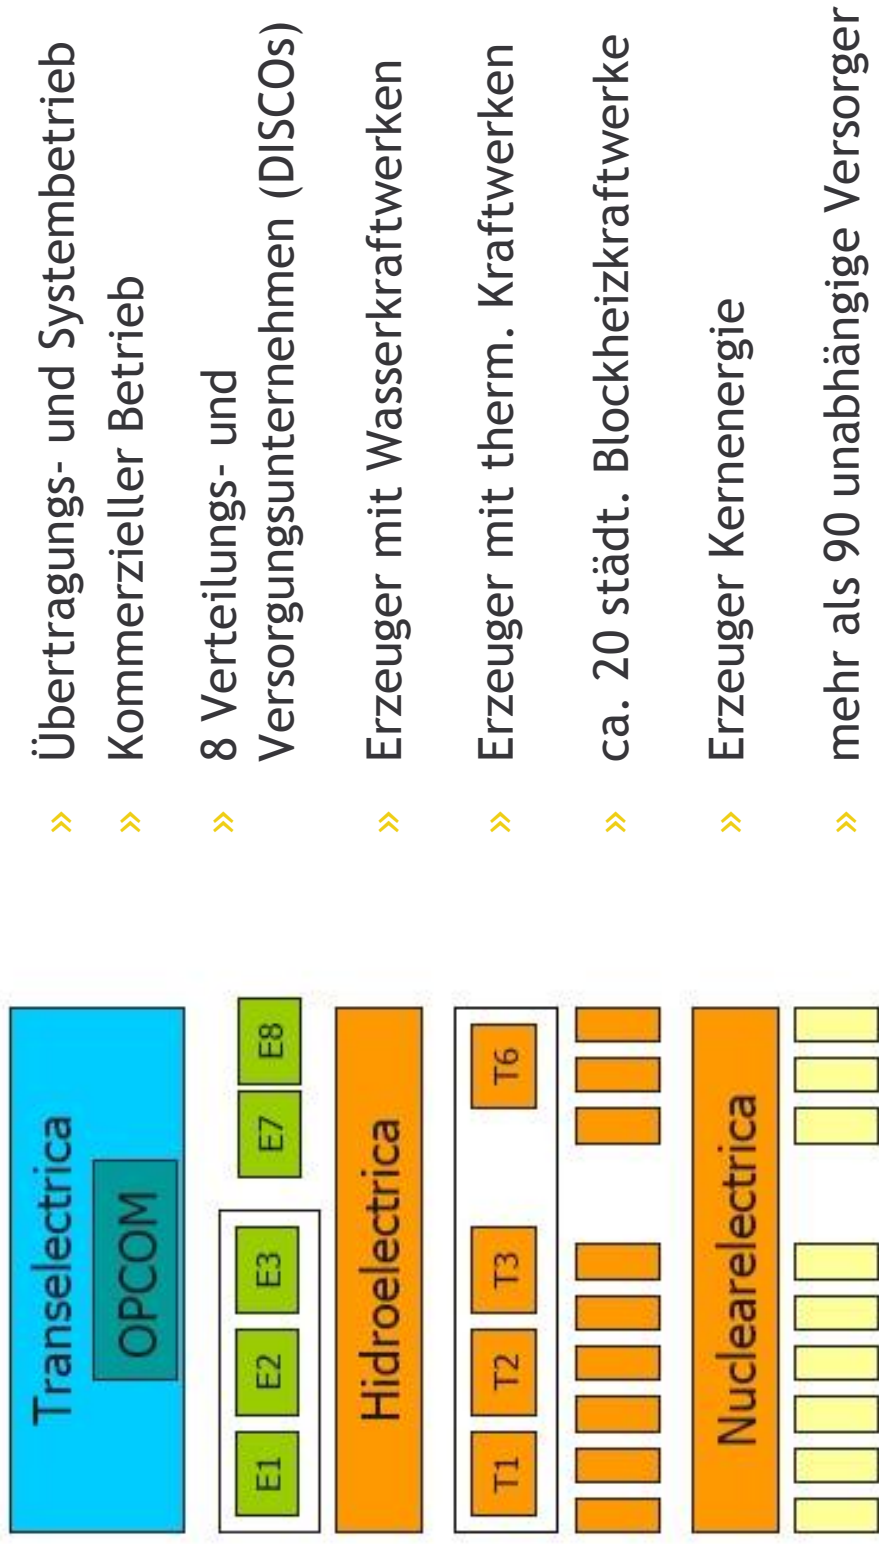 Transelectrica
OPCOM
E1 E2 E3 E7 E8
Hidroelectrica
T1 T2 T3 T6
Nuclearelectrica
» Übertragungs- und Systembetrieb
» Kommerzieller Betrieb
» 8 Verteilungs- und
Versorgungsunternehmen (DISCOs)
» Erzeuger mit Wasserkraftwerken
» Erzeuger mit therm. Kraftwerken
» ca. 20 städt. Blockheizkraftwerke
» Erzeuger Kernenergie
» mehr als 90 unabhängige Versorger